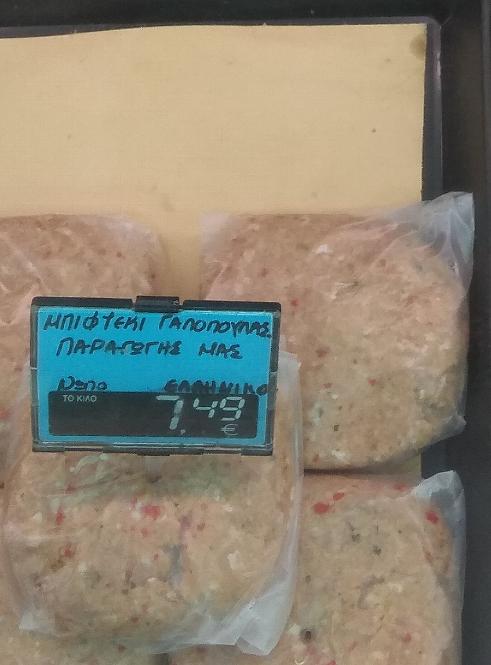 ΜΠΙΦΤΕΚΙ ΓΑΛΟΠΟΥΛΑΣ
ΠΑΡΑΓΩΓΗΣ ΜΑΣ
Νωπο ΕΛΛΗΝΙΚΟ
ΤΟ ΚΙΛΟ 7,49 €